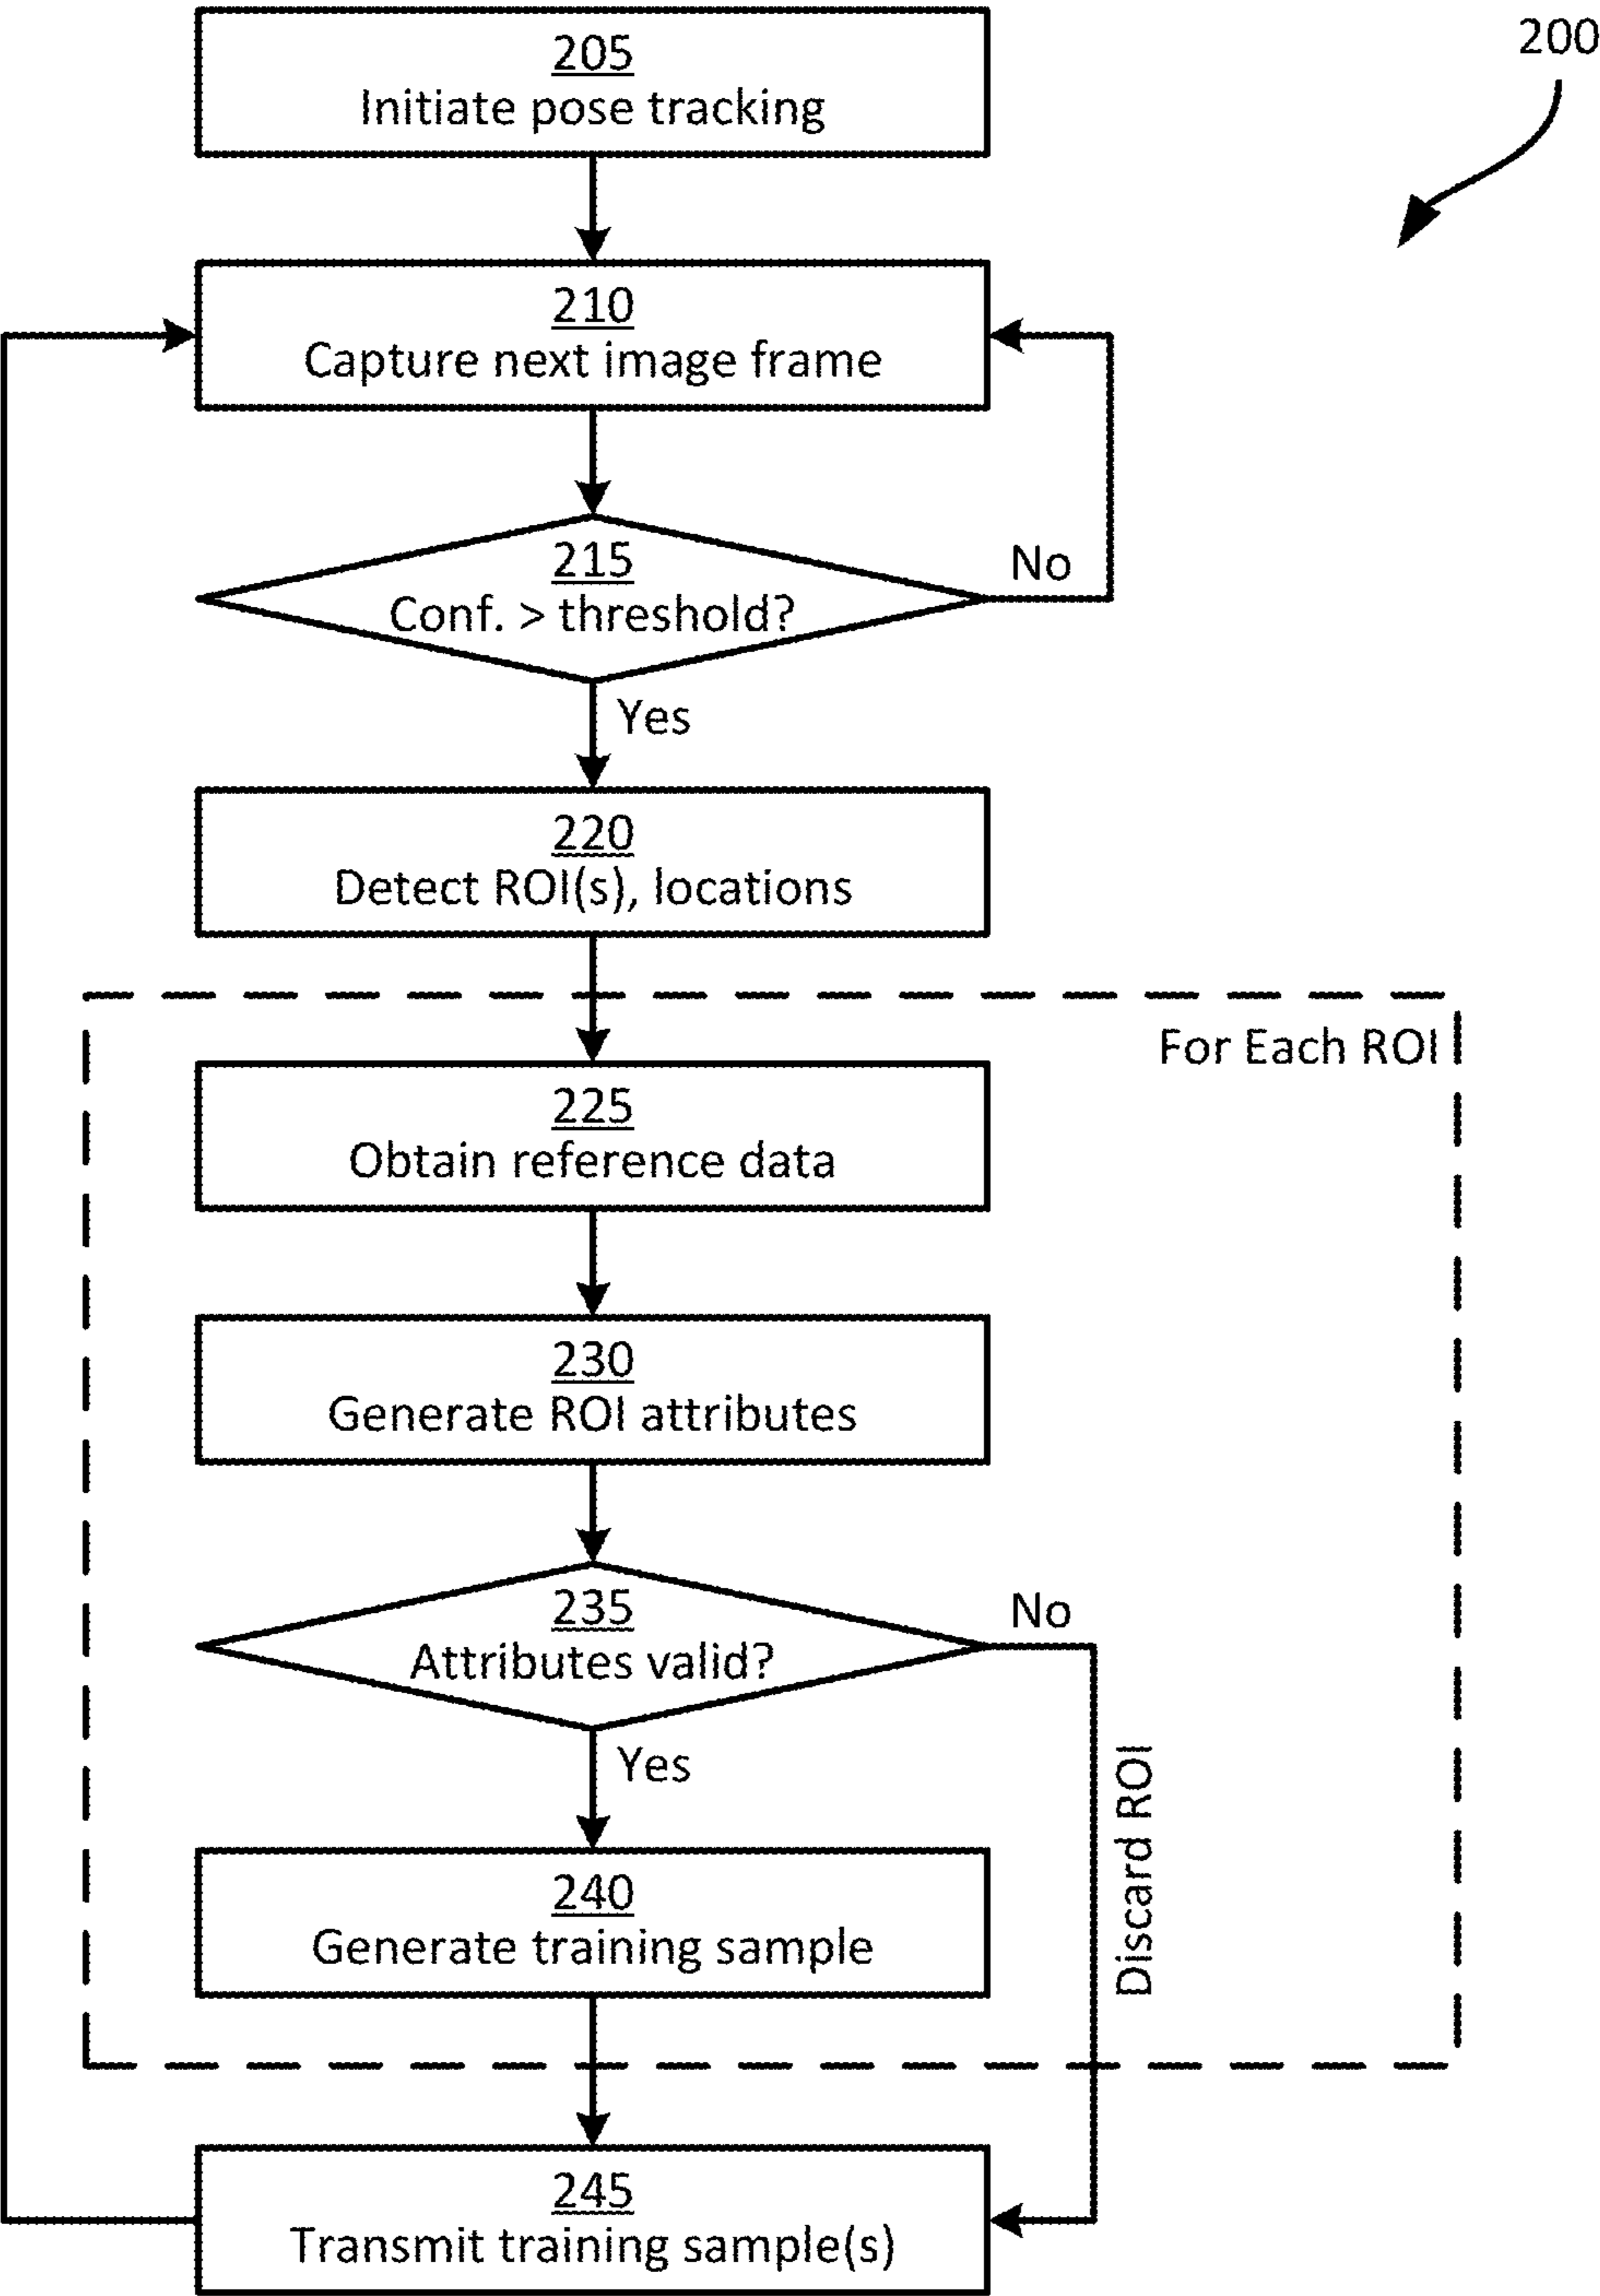 200
205
Initiate pose tracking
210
Capture next image frame
215
Conf. > threshold?
No
Yes
220
Detect ROI(s), locations
For Each ROI
225
Obtain reference data
230
Generate ROI attributes
235
Attributes valid?
No
Yes
Discard ROI
240
Generate training sample
245
Transmit training sample(s)